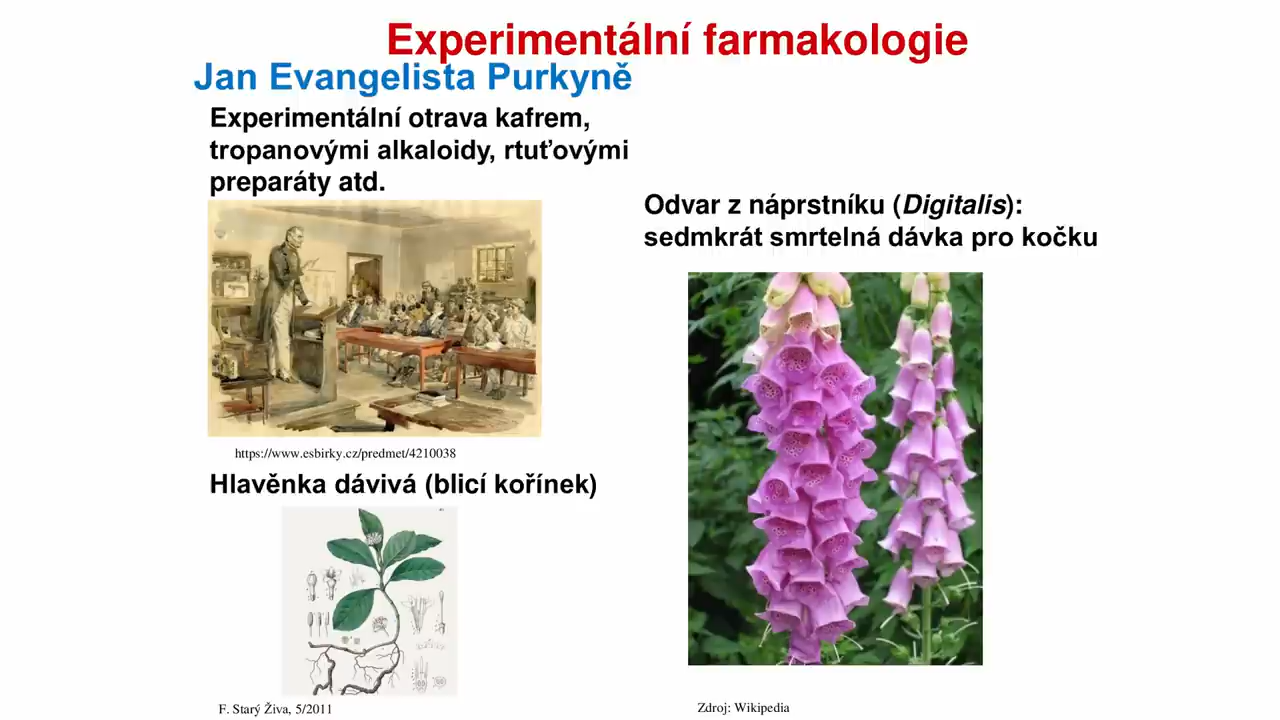 Experimentální farmakologie
Jan Evangelista Purkyně
Experimentální otrava kafrem,
tropanovými alkaloidy, rtuťovými
preparáty atd.
https://www.esbirky.cz/predmet/4210038
Hlavěnka dávivá (blicí kořínek)
F. Starý Živa, 5/2011
Odvar z náprstníku (Digitalis):
sedmkrát smrtelná dávka pro kočku
Zdroj: Wikipedia